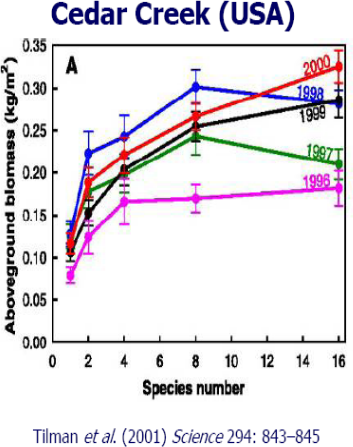 Cedar Creek (USA)
A
Aboveground biomass (kg/m²)
0.35
0.30
0.25
0.20
0.15
0.10
0.05
0.00
2000
1998
1999
1997
1996
0 2 4 6 8 10 12 14 16
Species number
Tilman et al. (2001) Science 294: 843–845